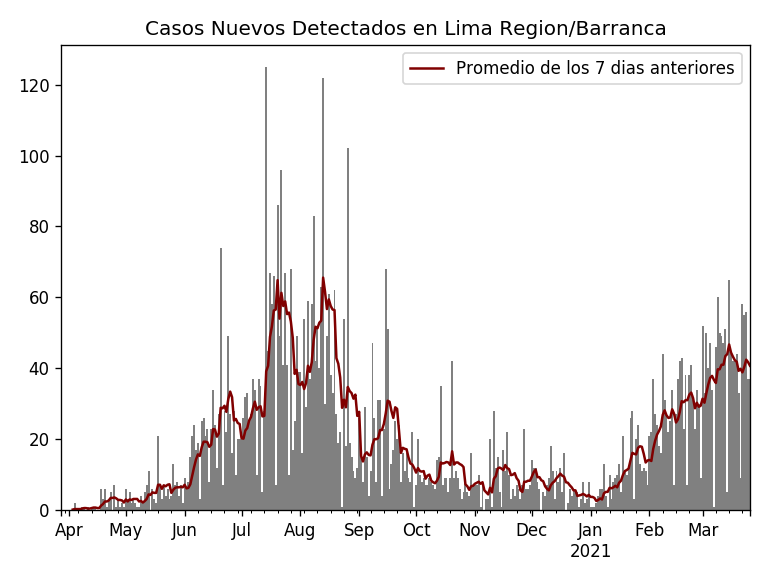 Casos Nuevos Detectados en Lima Region/Barranca
Promedio de los 7 dias anteriores
120
100
80
60
40
20
0
Apr May Jun Jul Aug Sep Oct Nov Dec Jan Feb Mar
2021